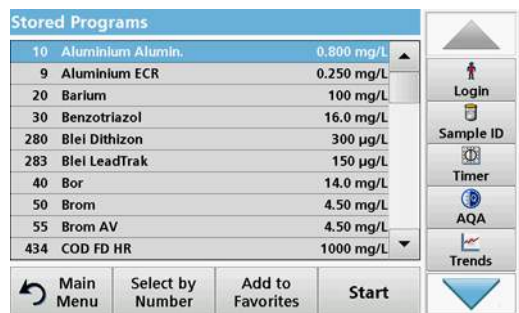 Stored Programs
10 Aluminium Alumin. 0.800 mg/L
9 Aluminium ECR 0.250 mg/L
20 Barium 100 mg/L
30 Benzotriazol 16.0 mg/L
280 Blei Dithizon 300 µg/L
283 Blei LeadTrak 150 µg/L
40 Bor 14.0 mg/L
50 Brom 4.50 mg/L
55 Brom AV 4.50 mg/L
434 COD FD HR 1000 mg/L
Main Menu
Select by Number
Add to Favorites
Start
Login
Sample ID
Timer
AQA
Trends